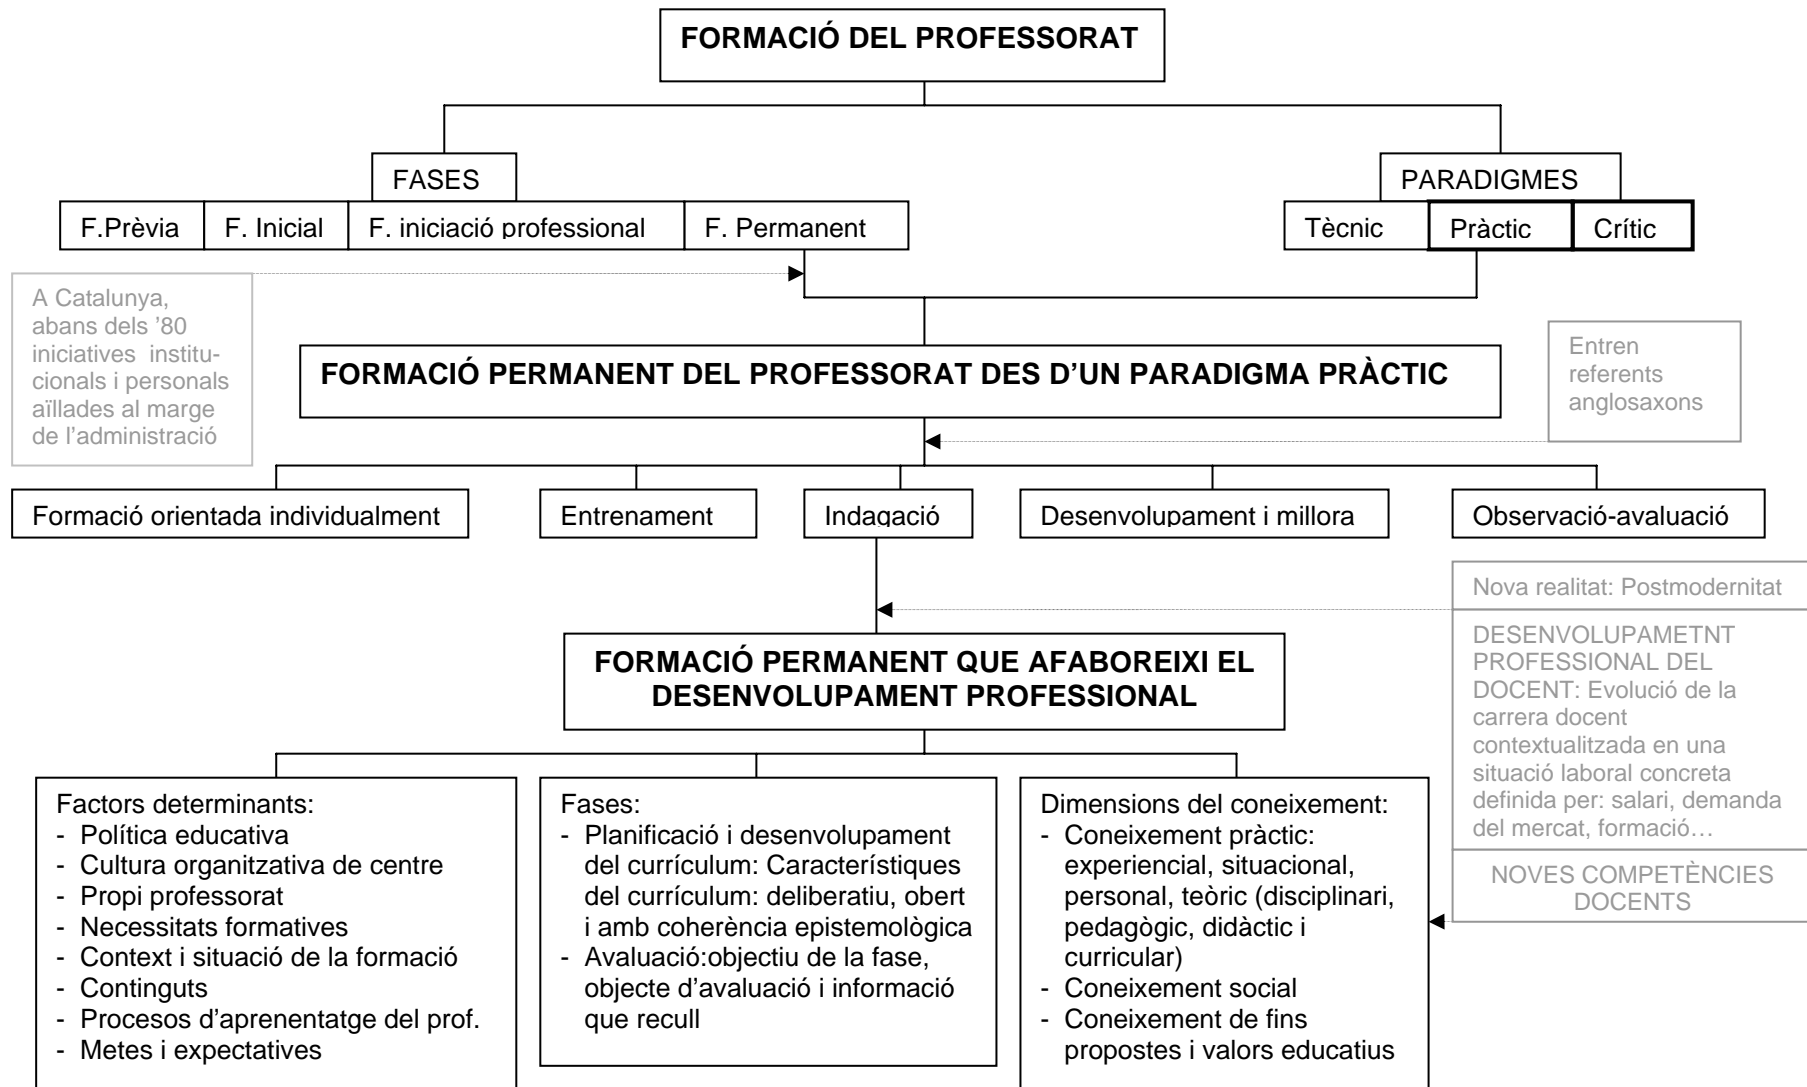 FORMACIÓ DEL PROFESSORAT
FASES
PARADIGMES
F.Prèvia
F. Inicial
F. iniciació professional
F. Permanent
Tècnic
Pràctic
Crític
A Catalunya,
abans dels '80
iniciatives institu-
cionals i personals
aïllades al marge
de l'administració
Entren
referents
anglosaxons
FORMACIÓ PERMANENT DEL PROFESSORAT DES D'UN PARADIGMA PRÀCTIC
Formació orientada individualment
Entrenament
Indagació
Desenvolupament i millora
Observació-avaluació
Nova realitat: Postmodernitat
DESENVOLUPAMETNT
PROFESSIONAL DEL
DOCENT: Evolució de la
carrera docent
contextualitzada en una
situació laboral concreta
definida per: salari, demanda
del mercat, formació…
NOVES COMPETÈNCIES
DOCENTS
FORMACIÓ PERMANENT QUE AFABOREIXI EL
DESENVOLUPAMENT PROFESSIONAL
Factors determinants:
- Política educativa
- Cultura organitzativa de centre
- Propi professorat
- Necessitats formatives
- Context i situació de la formació
- Continguts
- Procesos d'aprenentatge del prof.
- Metes i expectatives
Fases:
- Planificació i desenvolupament
del currículum: Característiques
del currículum: deliberatiu, obert
i amb coherència epistemològica
- Avaluació:objectiu de la fase,
objecte d'avaluació i informació
que recull
Dimensions del coneixement:
- Coneixement pràctic:
experiencial, situacional,
personal, teòric (disciplinari,
pedagògic, didàctic i
curricular)
- Coneixement social
- Coneixement de fins
propostes i valors educatius